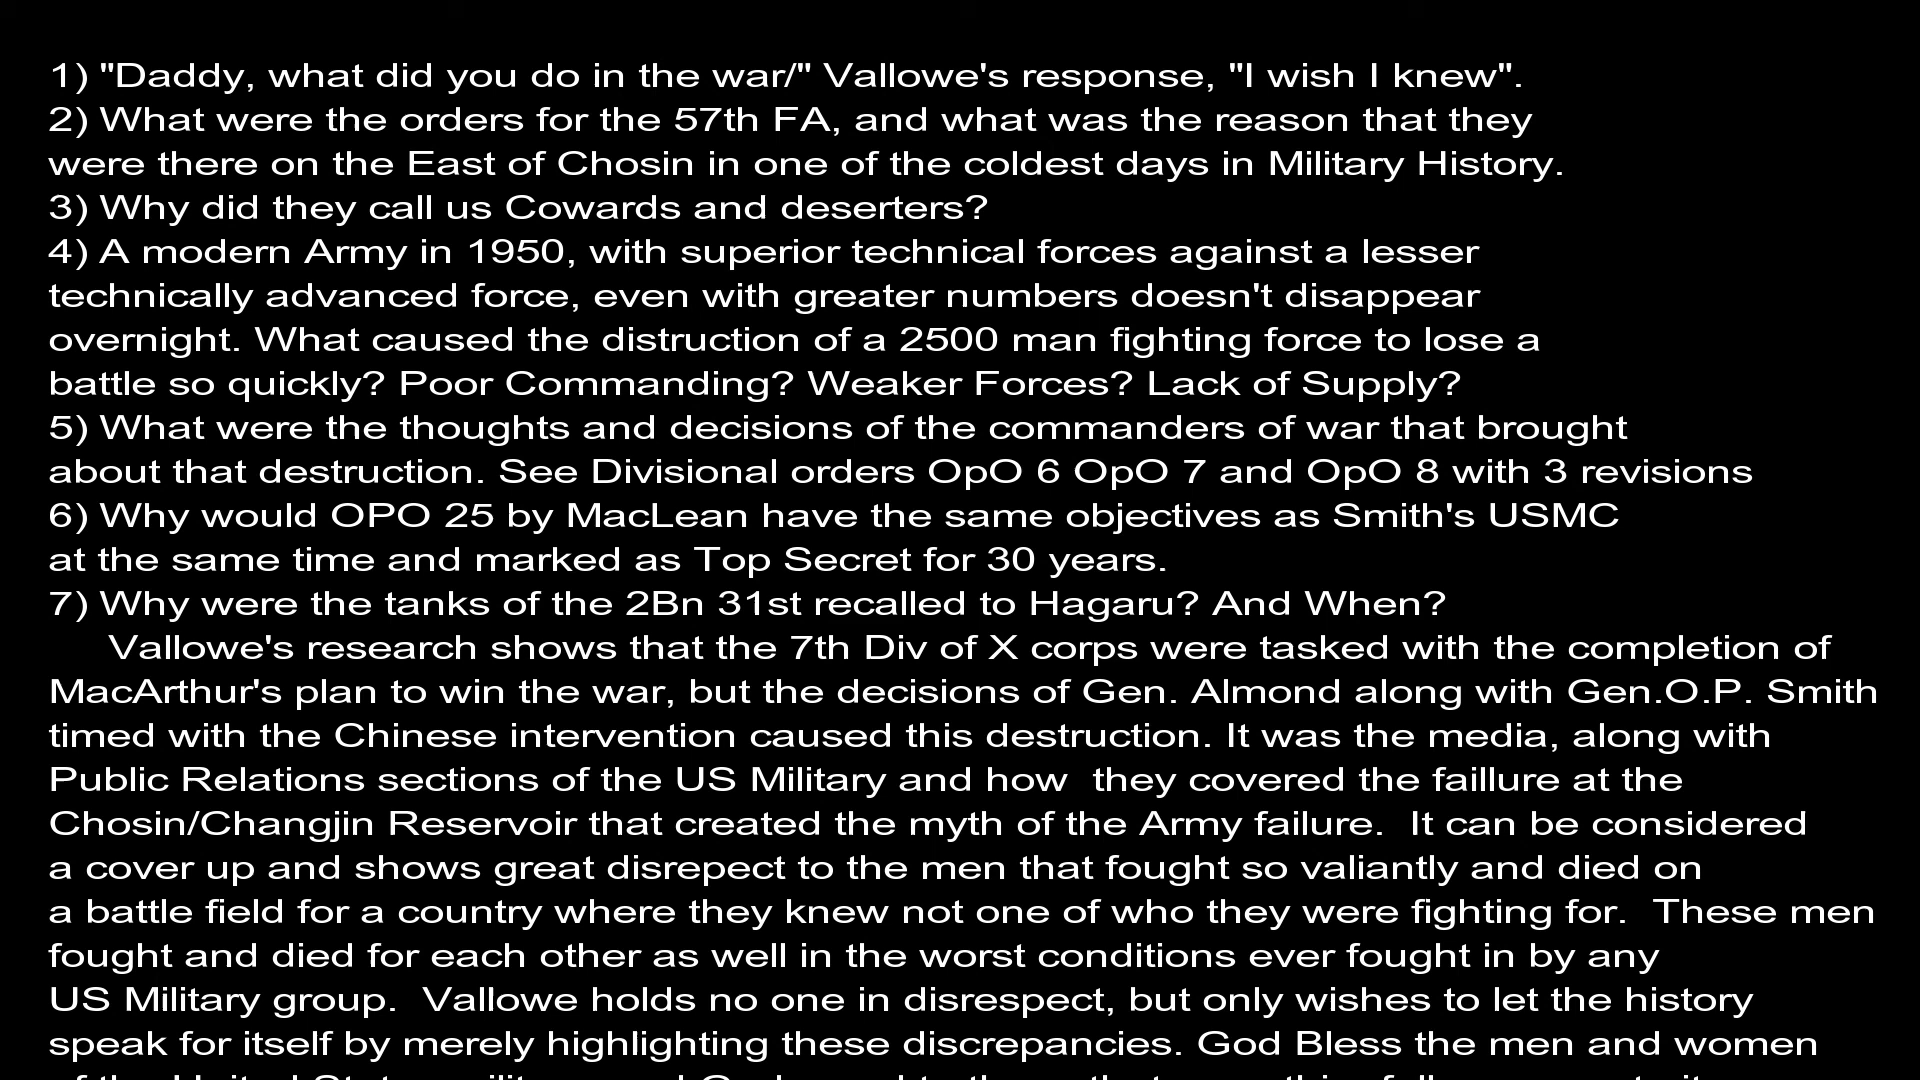 1) "Daddy, what did you do in the war/" Vallowe's response, "I wish I knew".
2) What were the orders for the 57th FA, and what was the reason that they
were there on the East of Chosin in one of the coldest days in Military History.
3) Why did they call us Cowards and deserters?
4) A modern Army in 1950, with superior technical forces against a lesser
technically advanced force, even with greater numbers doesn't disappear
overnight. What caused the distruction of a 2500 man fighting force to lose a
battle so quickly? Poor Commanding? Weaker Forces? Lack of Supply?
5) What were the thoughts and decisions of the commanders of war that brought
about that destruction. See Divisional orders OpO 6 OpO 7 and OpO 8 with 3 revisions
6) Why would OPO 25 by MacLean have the same objectives as Smith's USMC
at the same time and marked as Top Secret for 30 years.
7) Why were the tanks of the 2Bn 31st recalled to Hagaru? And When?
Vallowe's research shows that the 7th Div of X corps were tasked with the completion of
MacArthur's plan to win the war, but the decisions of Gen. Almond along with Gen.O.P. Smith
timed with the Chinese intervention caused this destruction. It was the media, along with
Public Relations sections of the US Military and how  they covered the faillure at the
Chosin/Changjin Reservoir that created the myth of the Army failure.  It can be considered
a cover up and shows great disrepect to the men that fought so valiantly and died on
a battle field for a country where they knew not one of who they were fighting for.  These men
fought and died for each other as well in the worst conditions ever fought in by any
US Military group.  Vallowe holds no one in disrespect, but only wishes to let the history
speak for itself by merely highlighting these discrepancies. God Bless the men and women